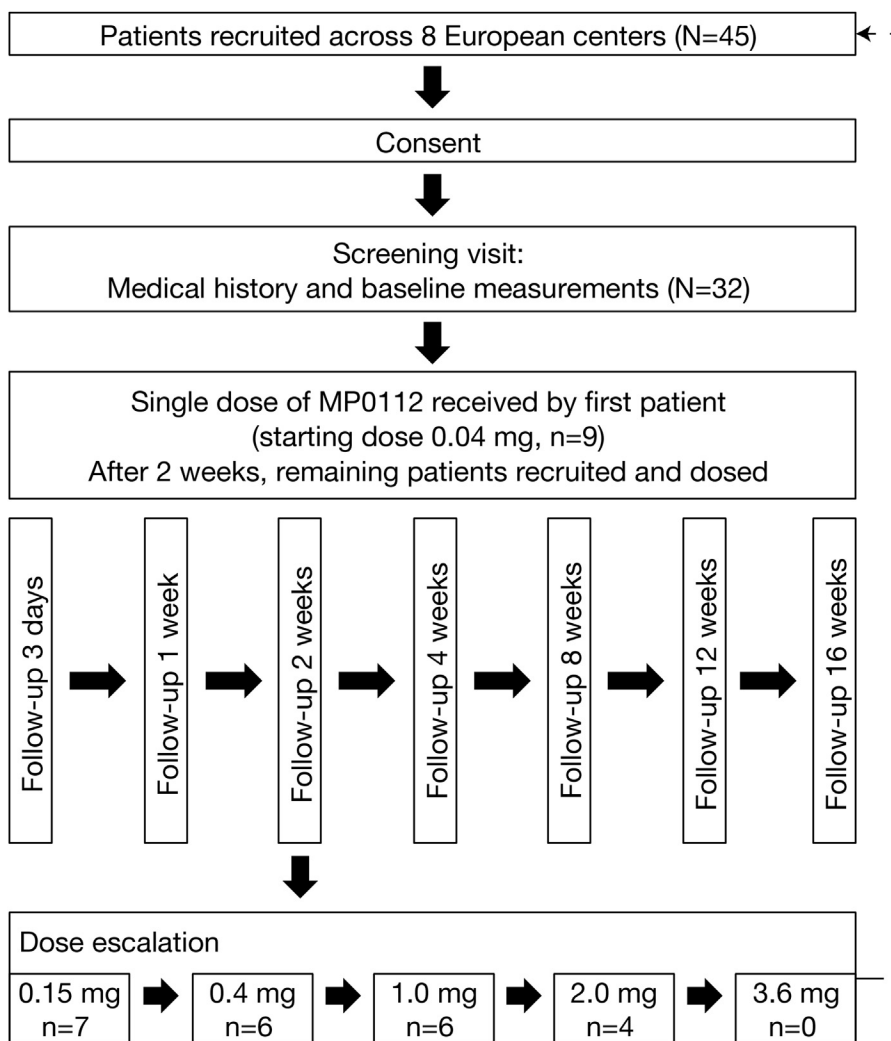 Patients recruited across 8 European centers (N=45)
Consent
Screening visit:
Medical history and baseline measurements (N=32)
Single dose of MP0112 received by first patient
(starting dose 0.04 mg, n=9)
After 2 weeks, remaining patients recruited and dosed
Follow-up 3 days
Follow-up 1 week
Follow-up 2 weeks
Follow-up 4 weeks
Follow-up 8 weeks
Follow-up 12 weeks
Follow-up 16 weeks
Dose escalation
0.15 mg
n=7
0.4 mg
n=6
1.0 mg
n=6
2.0 mg
n=4
3.6 mg
n=0